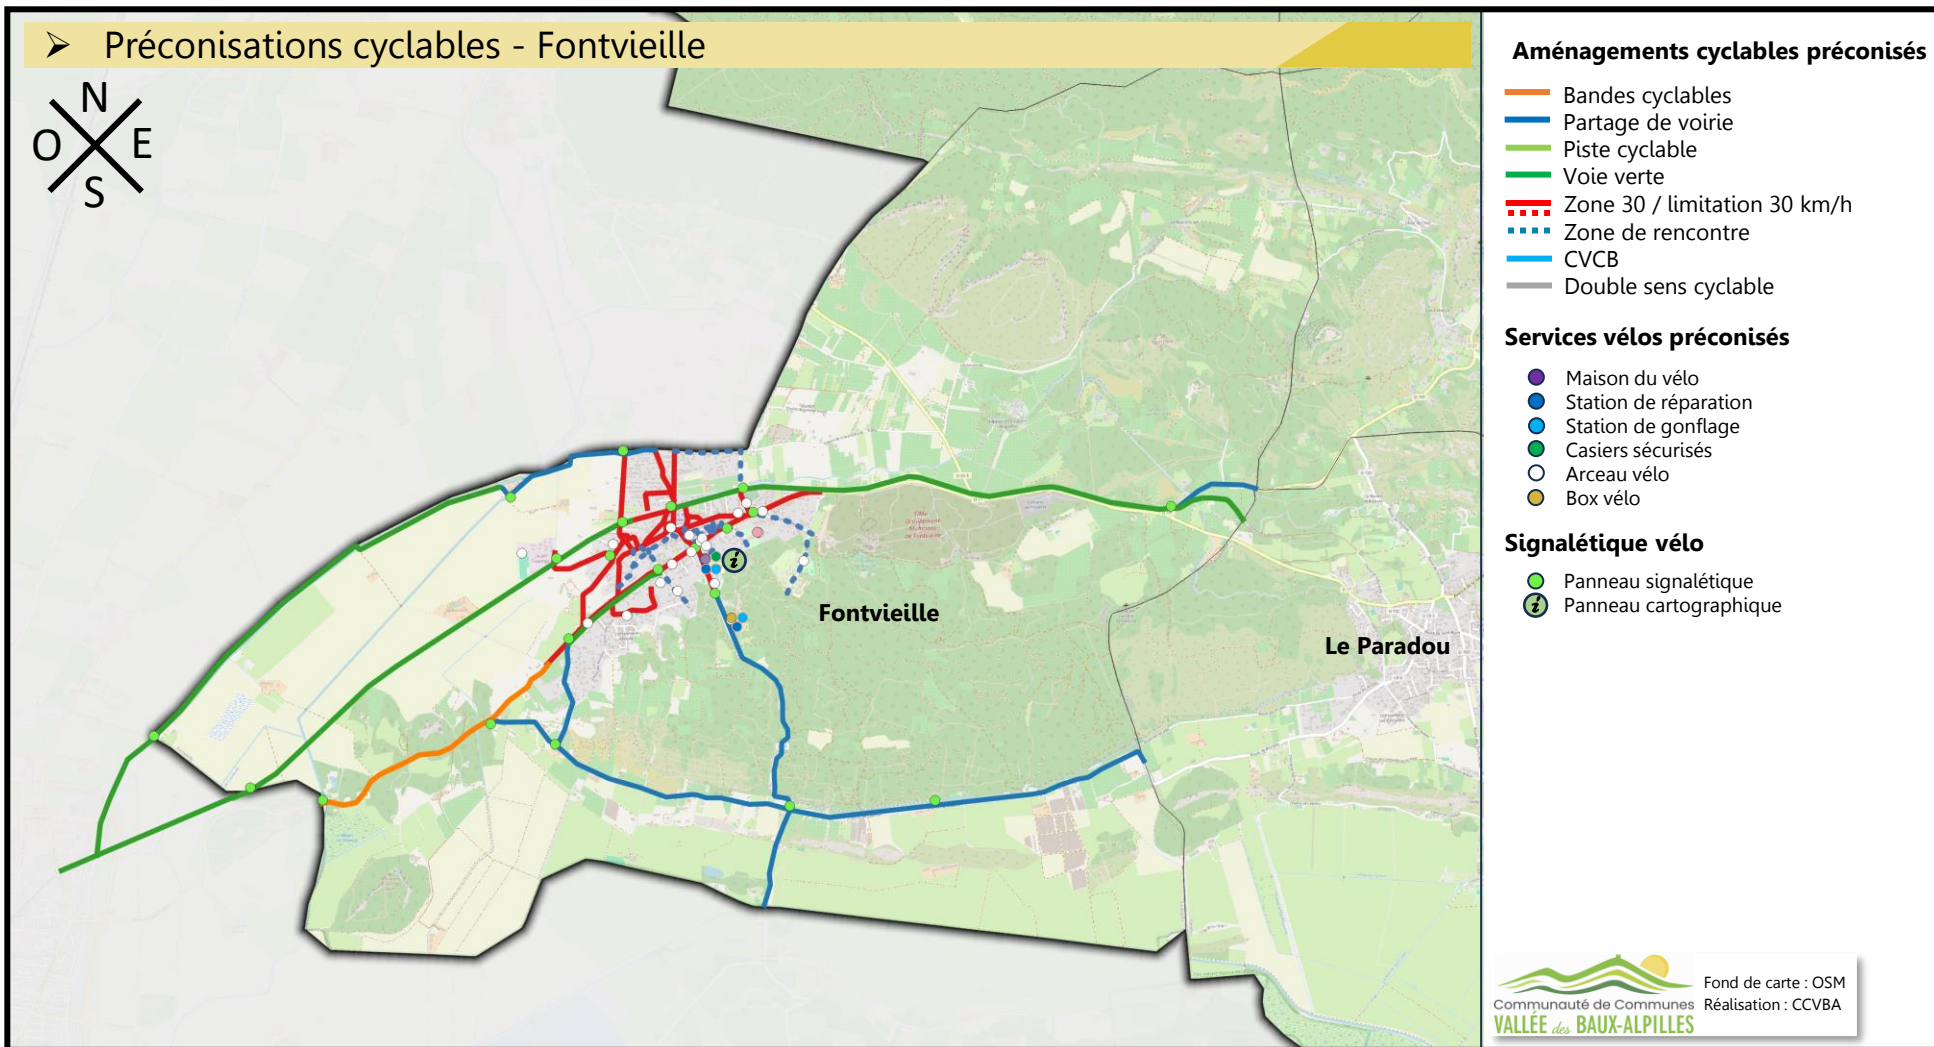 ➢ Préconisations cyclables - Fontvieille
N
O E
S
Fontvieille
Le Paradou
Aménagements cyclables préconisés
Bandes cyclables
Partage de voirie
Piste cyclable
Voie verte
Zone 30 / limitation 30 km/h
Zone de rencontre
CVCB
Double sens cyclable
Services vélos préconisés
Maison du vélo
Station de réparation
Station de gonflage
Casiers sécurisés
Arceau vélo
Box vélo
Signalétique vélo
Panneau signalétique
i Panneau cartographique
Communauté de Communes
VALLÉE des BAUX-ALPILLES
Fond de carte : OSM
Réalisation : CCVBA